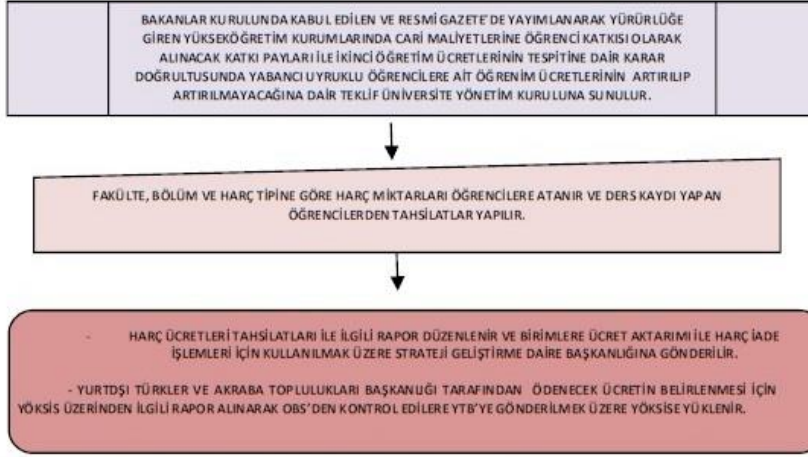 BAKANLAR KURULUNDA KABUL EDİLEN VE RESMİ GAZETE'DE YAYIMLANARAK YÜRÜRLÜĞE
GİREN YÜKSEKÖĞRETİM KURUMLARINDA CARİ MALİYETLERİNE ÖĞRENCİ KATKISI OLARAK
ALINACAK KATKI PAYLARI İLE İKİNCİ ÖĞRETİM ÜCRETLERİNİN TESPİTİNE DAİR KARAR
DOĞRULTUSUNDA YABANCI UYRUKLU ÖĞRENCİLERE AİT ÖĞRENİM ÜCRETLERİNİN ARTIRILIP
ARTIRILMAYACAĞINA DAİR TEKLİF ÜNİVERSİTE YÖNETİM KURULUNA SUNULUR.
FAKÜLTE, BÖLÜM VE HARÇ TİPİNE GÖRE HARÇ MİKTARLARI ÖĞRENCİLERE ATANIR VE DERS KAYDI YAPAN
ÖĞRENCİLERDEN TAHSİLATLAR YAPILIR.
- HARÇ ÜCRETLERİ TAHSİLATLARI İLE İLGİLİ RAPOR DÜZENLENİR VE BİRİMLERE ÜCRET AKTARIMI İLE HARÇ İADE
İŞLEMLERİ İÇİN KULLANILMAK ÜZERE STRATEJİ GELİŞTİRME DAİRE BAŞKANLIĞINA GÖNDERİLİR.
- YURTDŞI TÜRKLER VE AKRABA TOPLULUKLARI BAŞKANLIĞI TARAFINDAN ÖDENECEK ÜCRETİN BELİRLENMESİ İÇİN
YÖKSİS ÜZERİNDEN İLGİLİ RAPOR ALINARAK OBS'DEN KONTROL EDİLERE YTB'YE GÖNDERİLMEK ÜZERE YÖKSİSE YÜKLENİR.